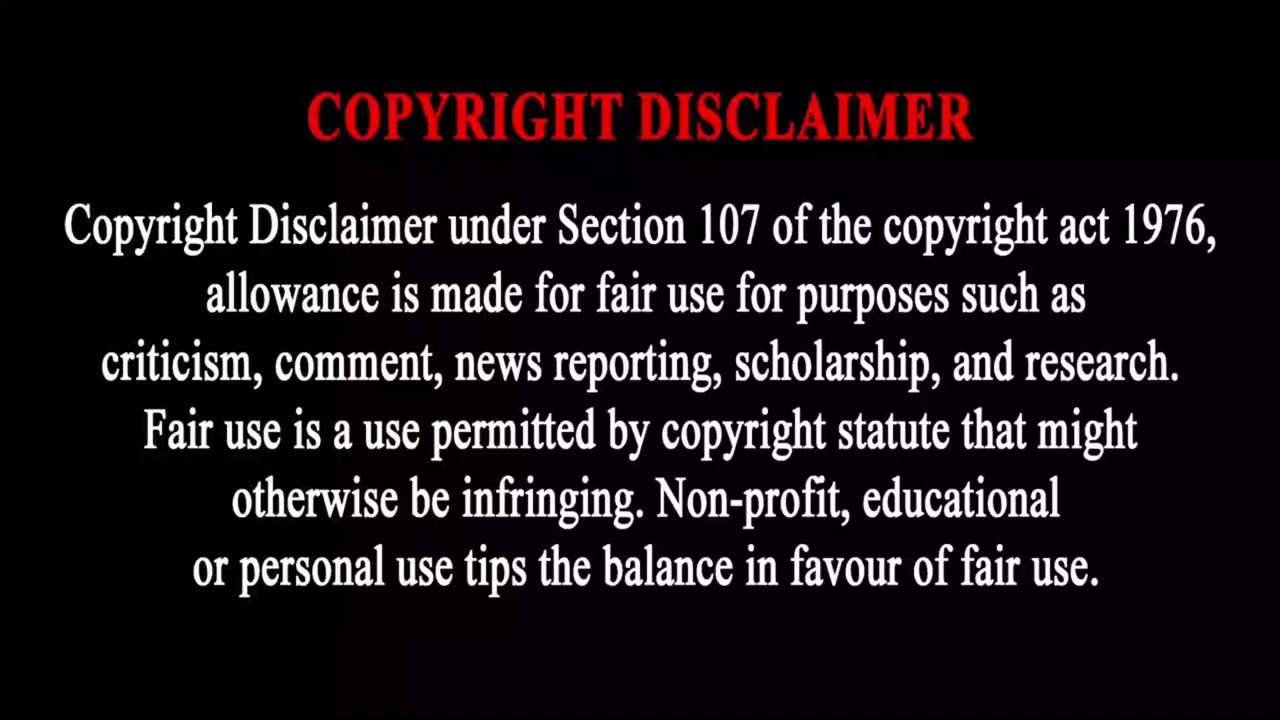 COPYRIGHT DISCLAIMER
Copyright Disclaimer under Section 107 of the copyright act 1976,
allowance is made for fair use for purposes such as
criticism, comment, news reporting, scholarship, and research.
Fair use is a use permitted by copyright statute that might
otherwise be infringing. Non-profit, educational
or personal use tips the balance in favour of fair use.